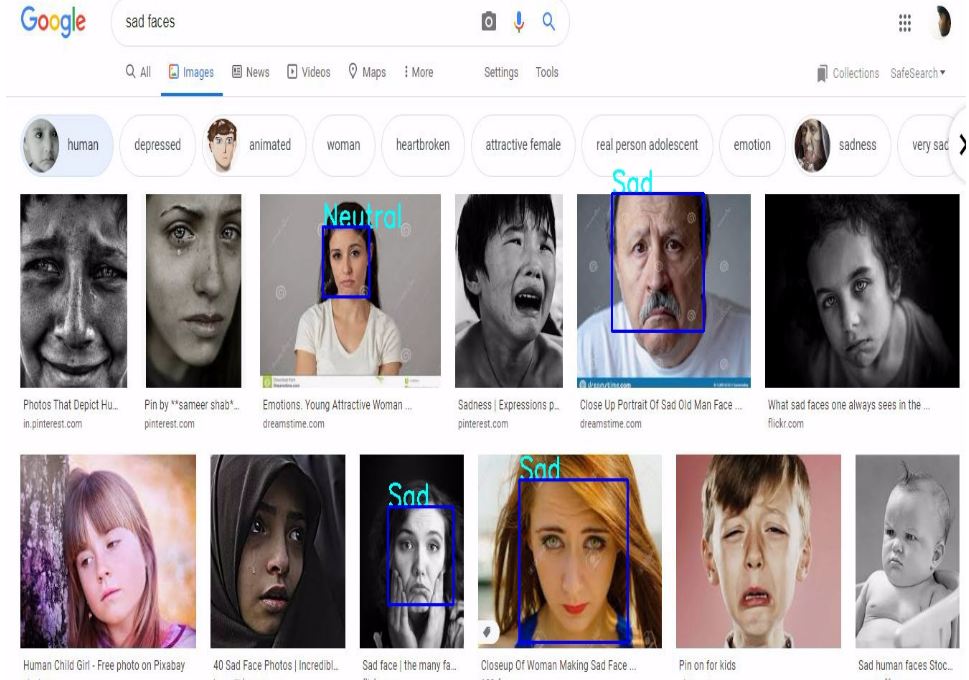 Google
sad faces
All Images News Videos Maps More Settings Tools
Collections SafeSearch
human depressed animated woman heartbroken attractive female real person adolescent emotion sadness very sad
Neutral
Sad
dreamstime.com
Photos That Depict Hu...
in.pinterest.com
Pin by **sameer shab*...
pinterest.com
Emotions. Young Attractive Woman ...
dreamstime.com
Sadness | Expressions p...
pinterest.com
Close Up Portrait Of Sad Old Man Face ...
dreamstime.com
What sad faces one always sees in the ...
flickr.com
Sad
Sad
Human Child Girl - Free photo on Pixabay
40 Sad Face Photos | Incredibl...
Sad face | the many fa...
Closeup Of Woman Making Sad Face ...
Pin on for kids
Sad human faces Stoc...